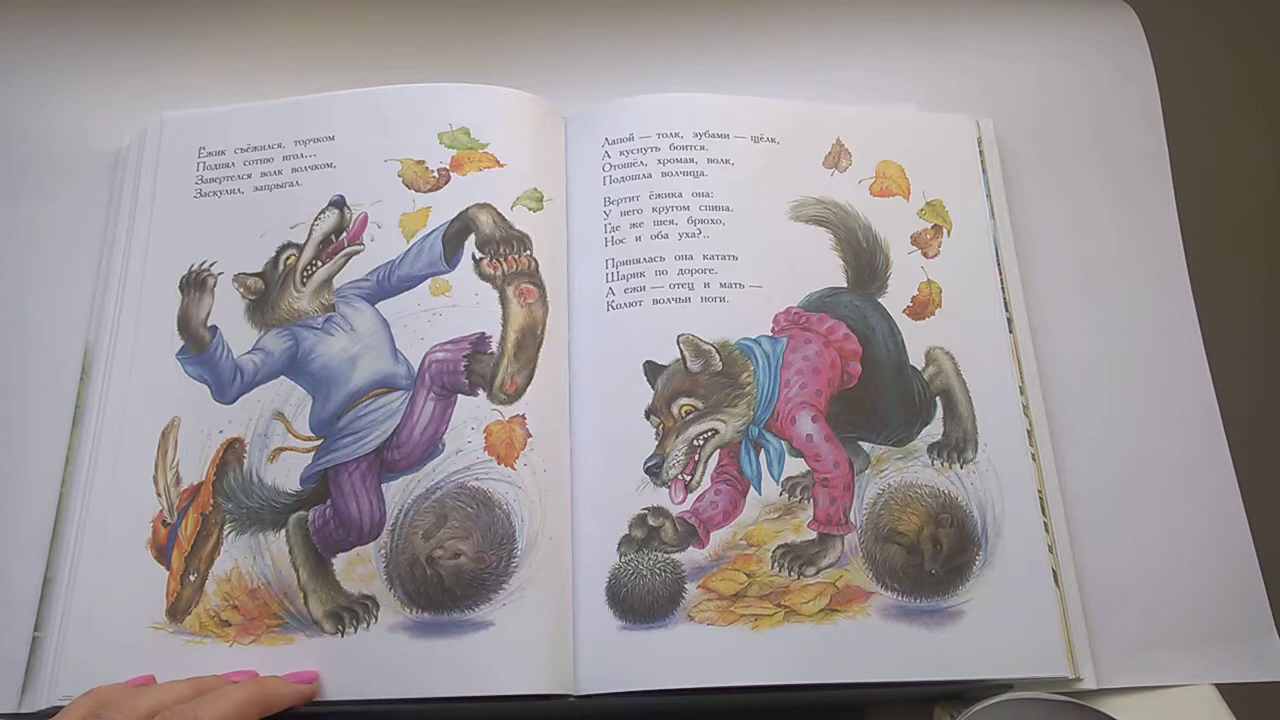 Ёжик съёжился, торчком
Поднял сотню игол...
Завертелся волк волчком,
Заскулил, запрыгал.
Лапой — толк, зубами — щёлк,
А куснуть боится.
Отошёл, хромая, волк,
Подошла волчица.
Вертит ёжика она:
У него кругом спина.
Где же шея, брюхо,
Нос и оба уха?..
Принялась она катать
Шарик по дороге.
А ежи — отец и мать —
Колют волчьи ноги.